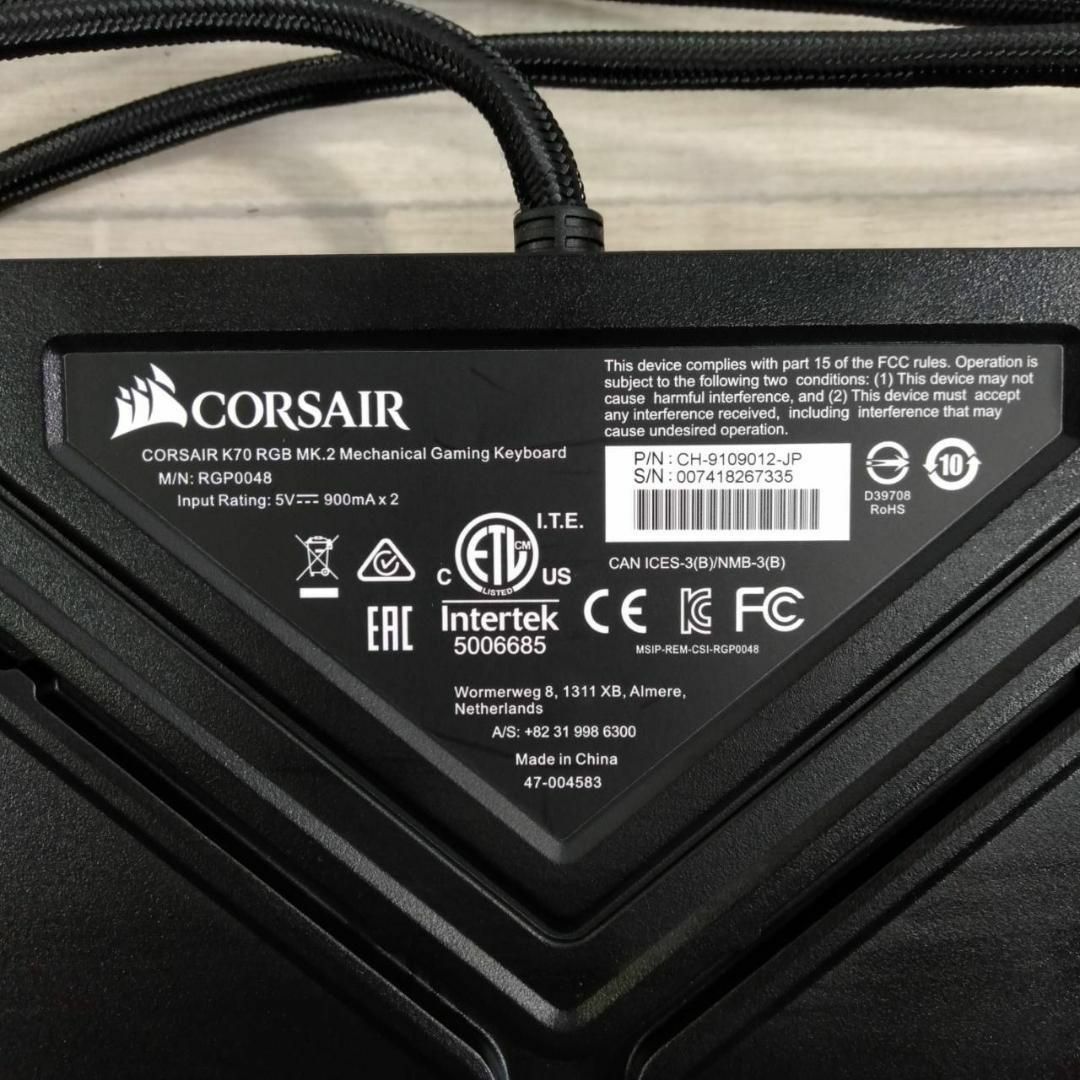 CORSAIR
CORSAIR K70 RGB MK.2 Mechanical Gaming Keyboard
M/N: RGP0048
Input Rating: 5V⎓ 900mA x 2
This device complies with part 15 of the FCC rules. Operation is
subject to the following two conditions: (1) This device may not
cause harmful interference, and (2) This device must accept
any interference received, including interference that may
cause undesired operation.
P/N : CH-9109012-JP
S/N : 007418267335
D39708
RoHS
10
I.T.E.
ETL
CM
LISTED
C
US
Intertek
5006685
EAC
CAN ICES-3(B)/NMB-3(B)
CE
KC
FC
MSIP-REM-CSI-RGP0048
Wormerweg 8, 1311 XB, Almere,
Netherlands
A/S: +82 31 998 6300
Made in China
47-004583